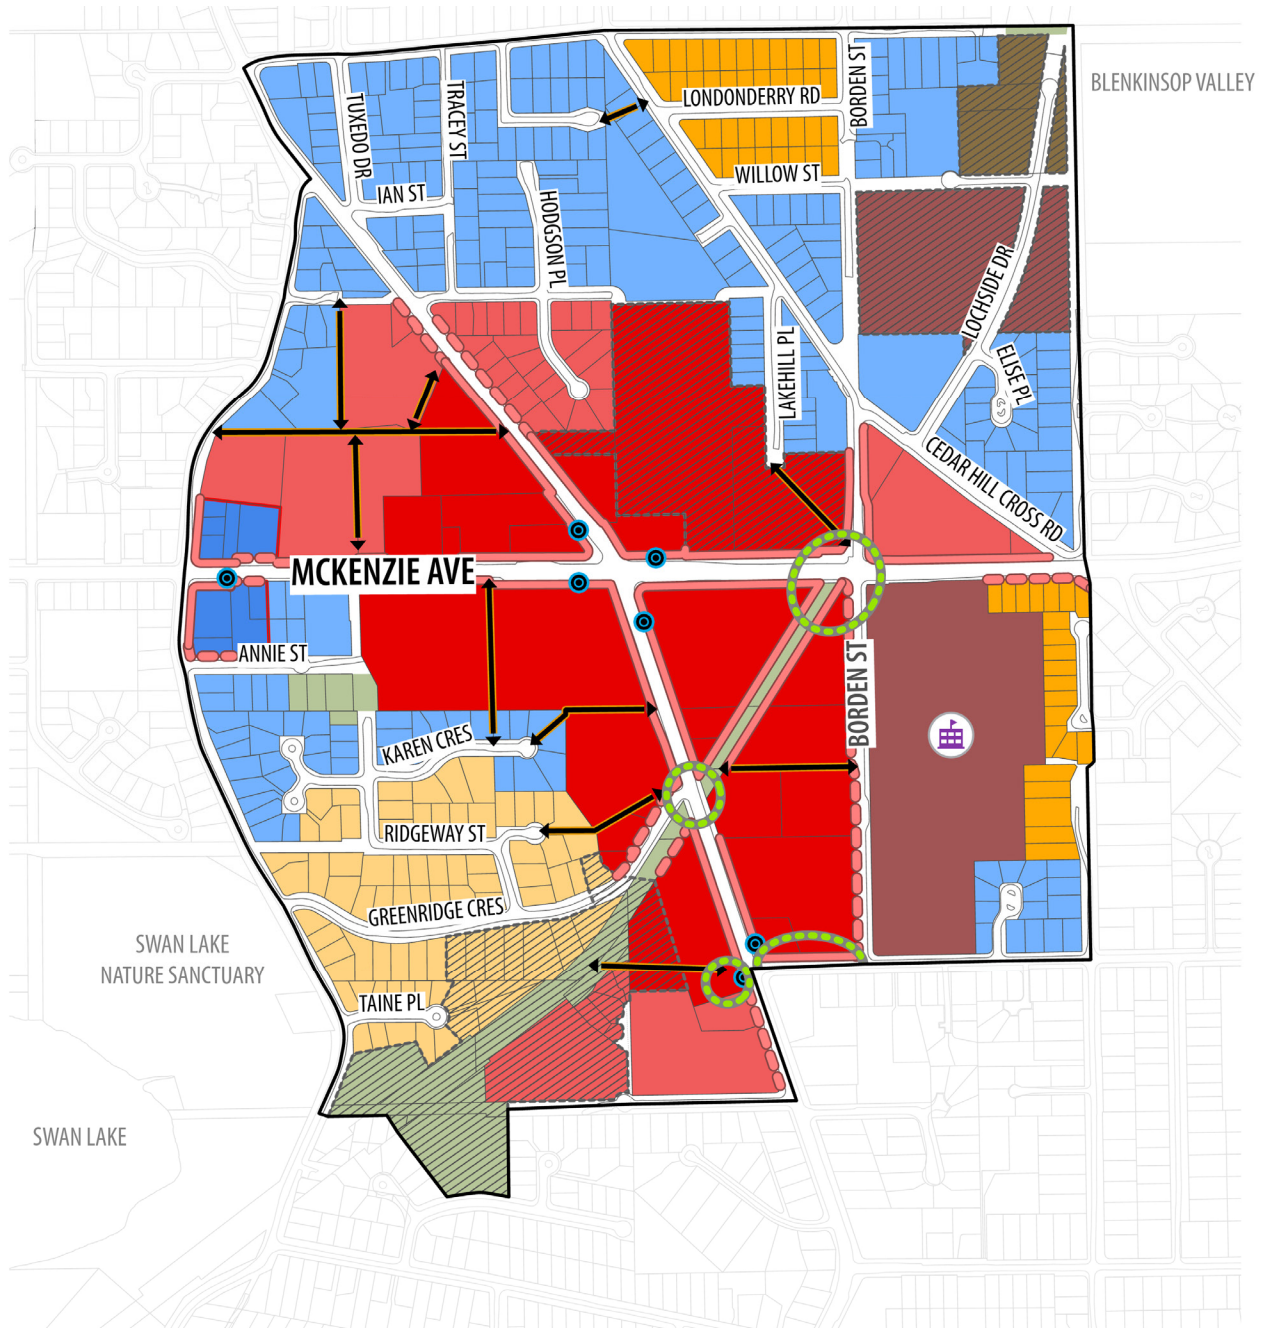 BLENKINSOP VALLEY
BORDEN ST
LONDONDERRY RD
TUXEDO DR
TRACEY ST
WILLOW ST
IAN ST
HODGSON PL
LOCHSIDE DR
LAKEHILL PL
ELISE PL
CEDAR HILL CROSS RD
MCKENZIE AVE
ANNIE ST
BORDEN ST
KAREN CRES
RIDGEWAY ST
GREENRIDGE CRES
SWAN LAKE
NATURE SANCTUARY
TAINE PL
SWAN LAKE